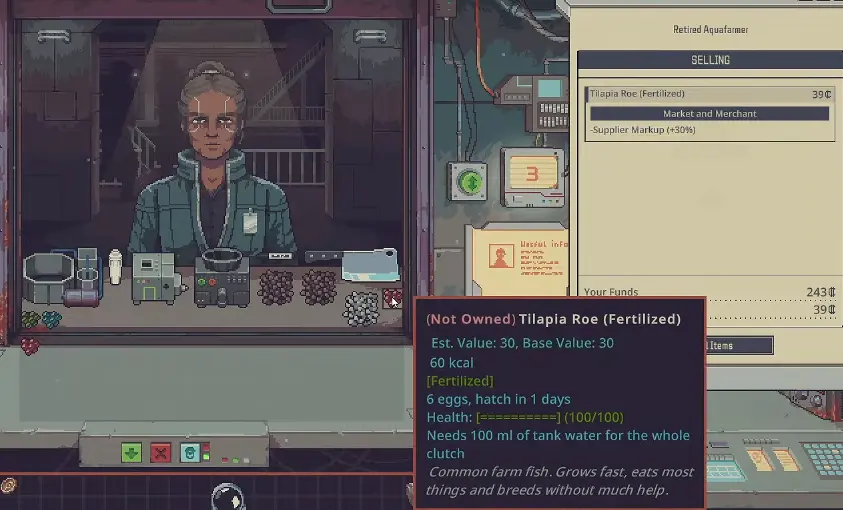 Retired Aquafarmer
SELLING
Tilapia Roe (Fertilized) 39₢
Market and Merchant
-Supplier Markup (+30%)
3
Useful info
Your Funds 243₢
39₢
Items
(Not Owned) Tilapia Roe (Fertilized)
Est. Value: 30, Base Value: 30
60 kcal
[Fertilized]
6 eggs, hatch in 1 days
Health: [==========] (100/100)
Needs 100 ml of tank water for the whole
clutch
Common farm fish. Grows fast, eats most
things and breeds without much help.